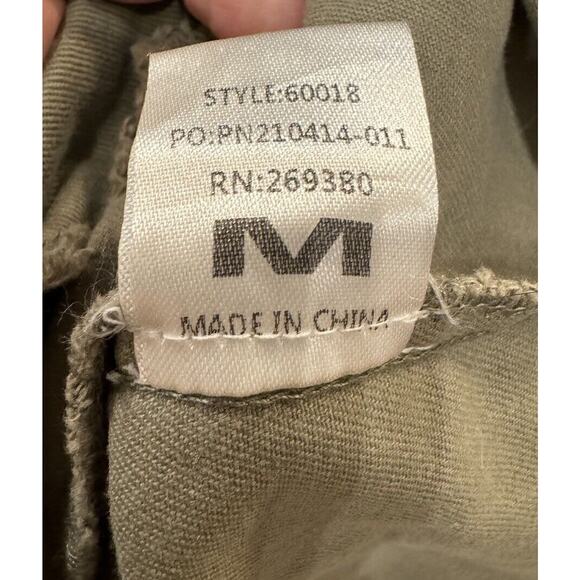 STYLE:60018
PO:PN210414-011
RN:269380
M
MADE IN CHINA